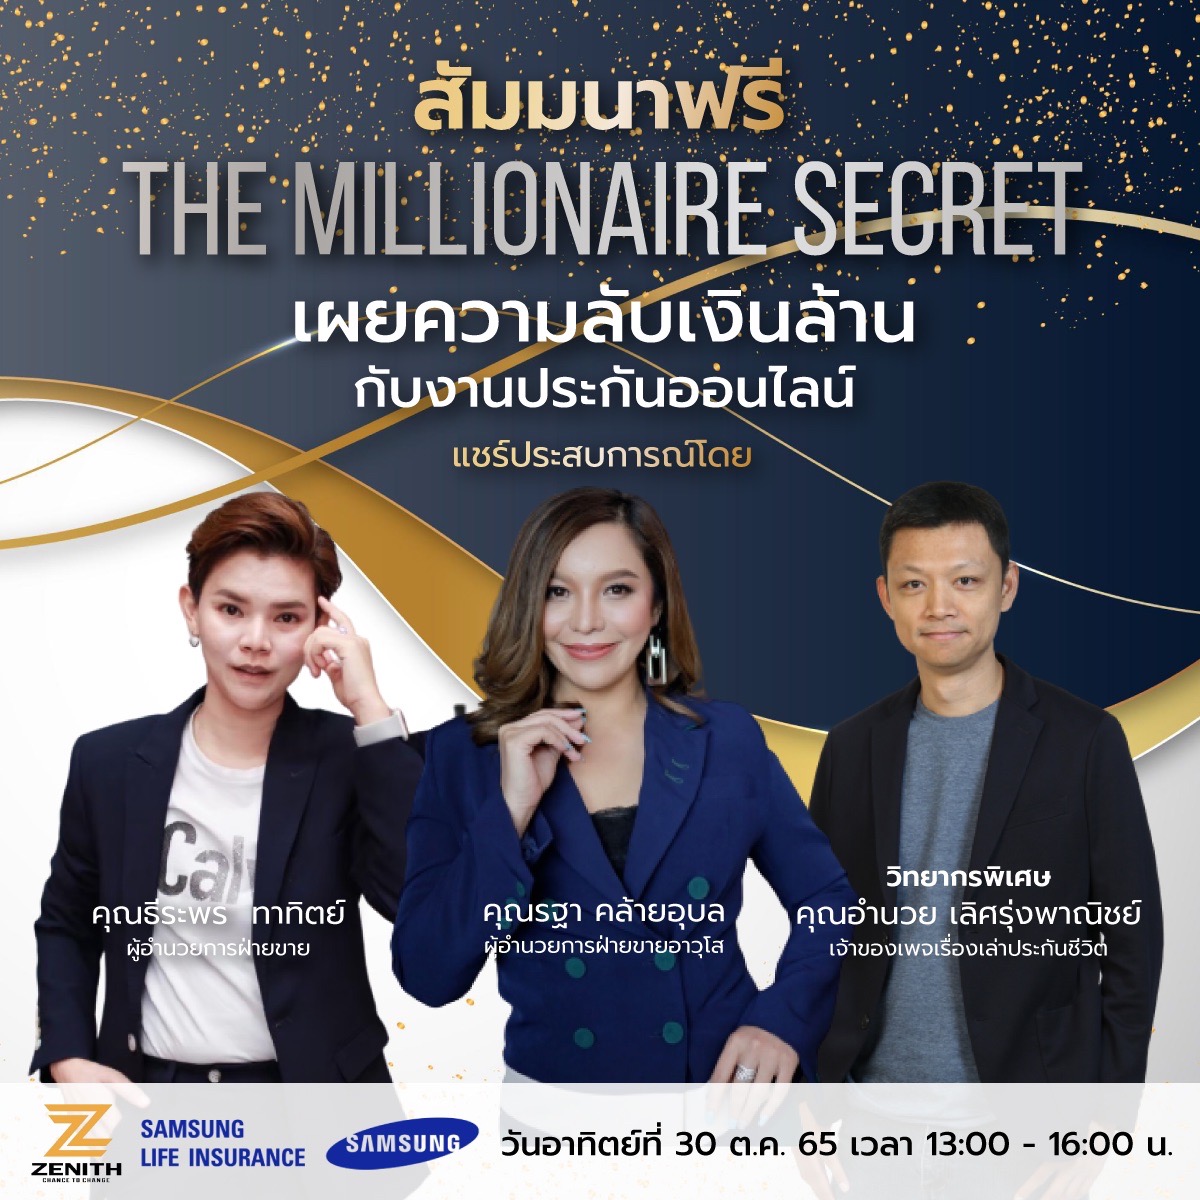 สัมมนาฟรี
THE MILLIONAIRE SECRET
เผยความลับเงินล้าน
กับงานประกันออนไลน์
แชร์ประสบการณ์โดย
Cal
คุณธีระพร ทาทิตย์
ผู้อำนวยการฝ่ายขาย
คุณรฐา คล้ายอุบล
ผู้อำนวยการฝ่ายขายอาวุโส
วิทยากรพิเศษ
คุณอำนวย เลิศรุ่งพาณิชย์
เจ้าของเพจเรื่องเล่าประกันชีวิต
ZENITH
CHANCE TO CHANGE
SAMSUNG
LIFE INSURANCE
SAMSUNG
วันอาทิตย์ที่ 30 ต.ค. 65 เวลา 13:00 - 16:00 น.